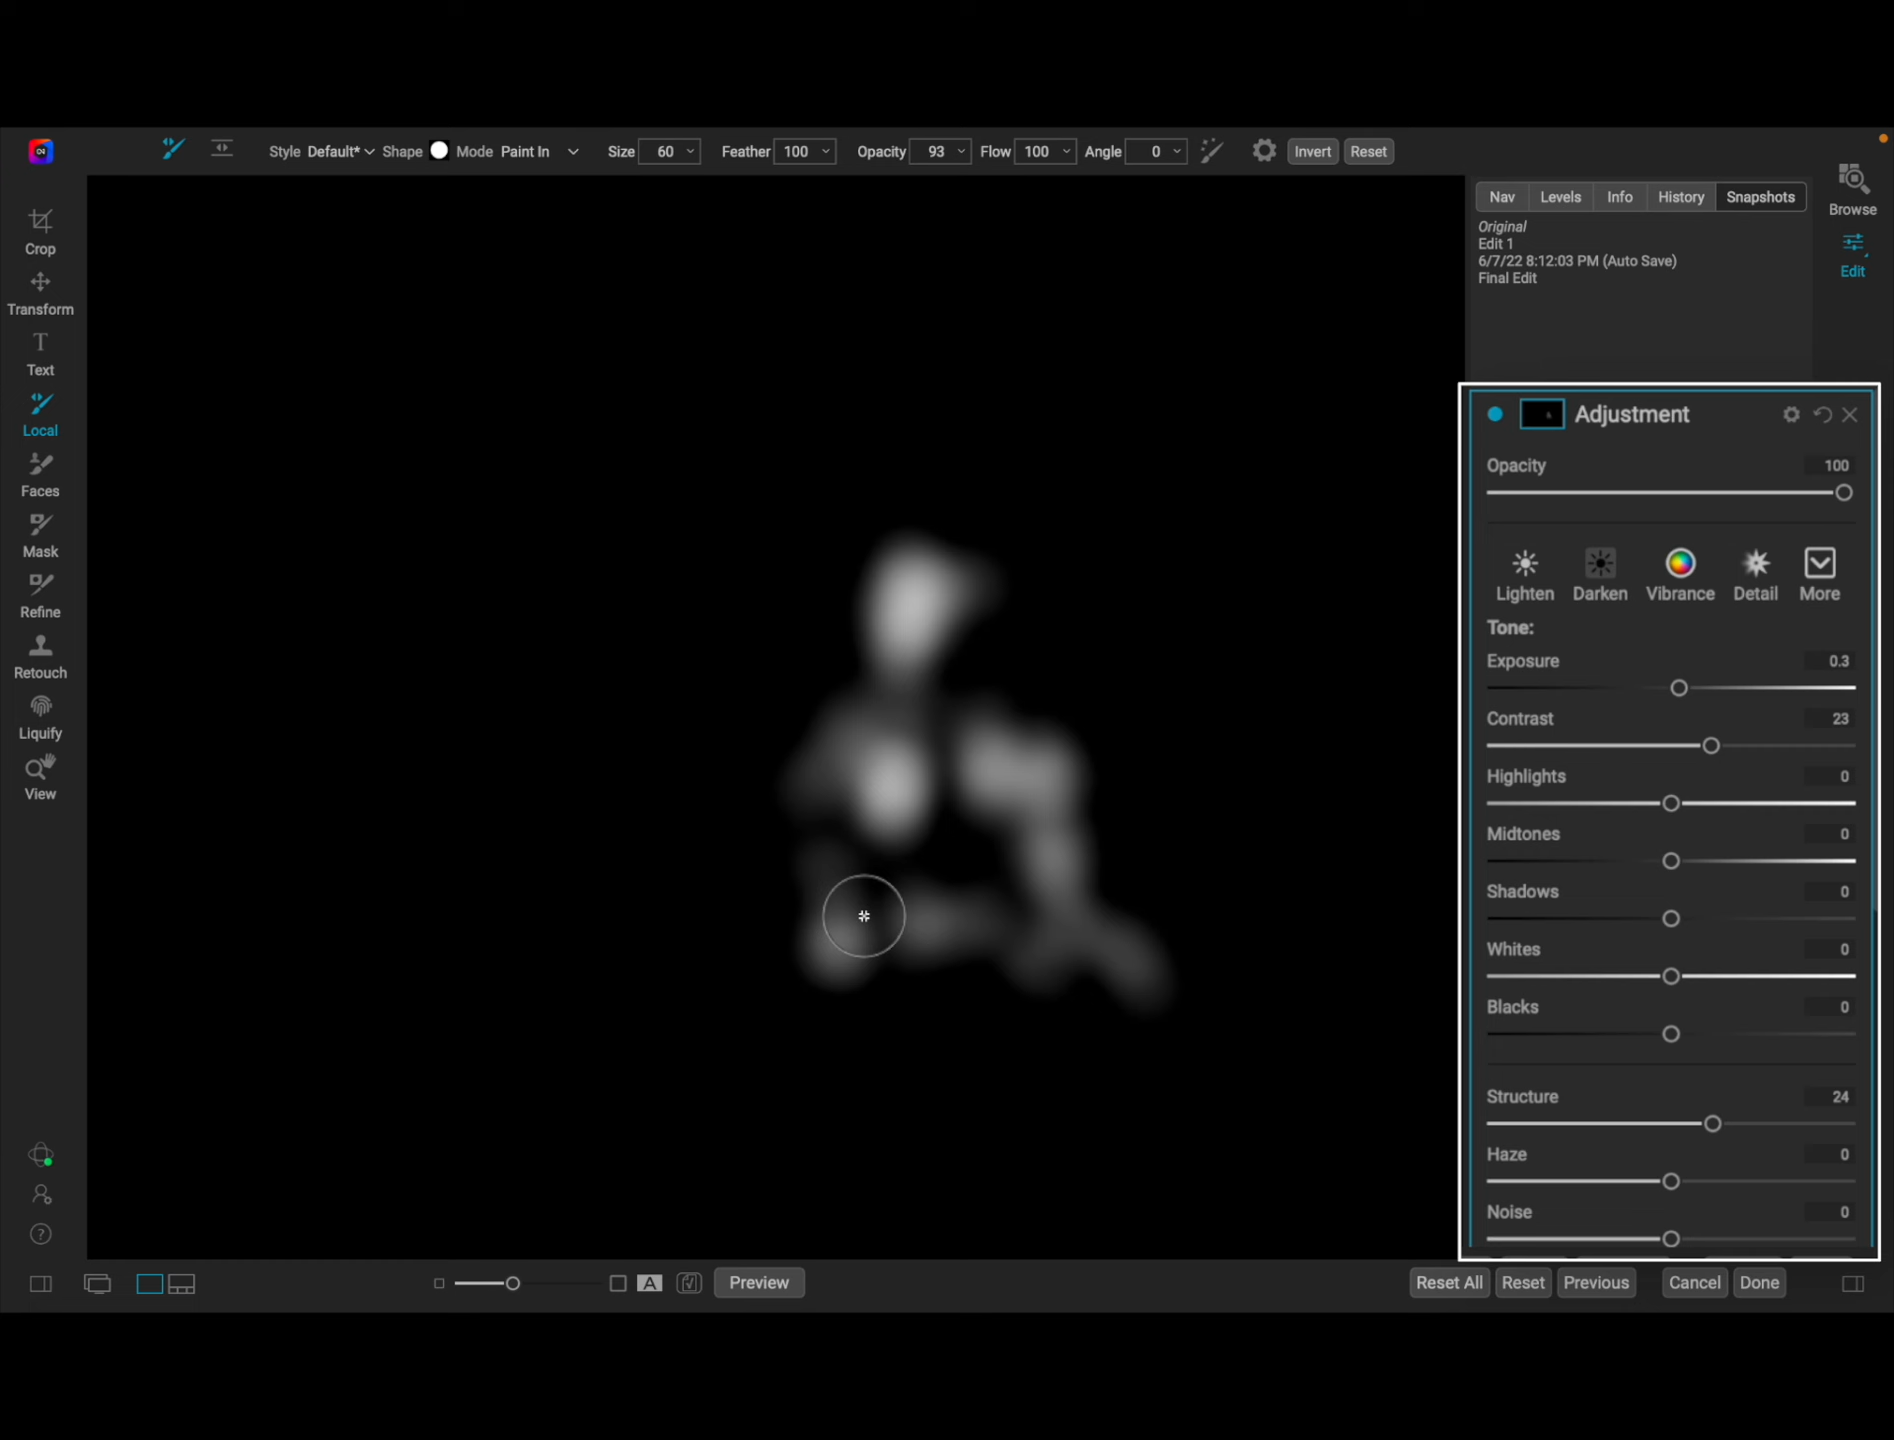 Style Default* Shape Mode Paint In Size 60 Feather 100 Opacity 93 Flow 100 Angle 0 Invert Reset
Crop
Transform
Text
Local
Faces
Mask
Refine
Retouch
Liquify
View
Nav Levels Info History Snapshots
Original
Edit 1
6/7/22 8:12:03 PM (Auto Save)
Final Edit
Browse
Edit
Adjustment
Opacity 100
Lighten Darken Vibrance Detail More
Tone:
Exposure 0.3
Contrast 23
Highlights 0
Midtones 0
Shadows 0
Whites 0
Blacks 0
Structure 24
Haze 0
Noise 0
A Preview Reset All Reset Previous Cancel Done